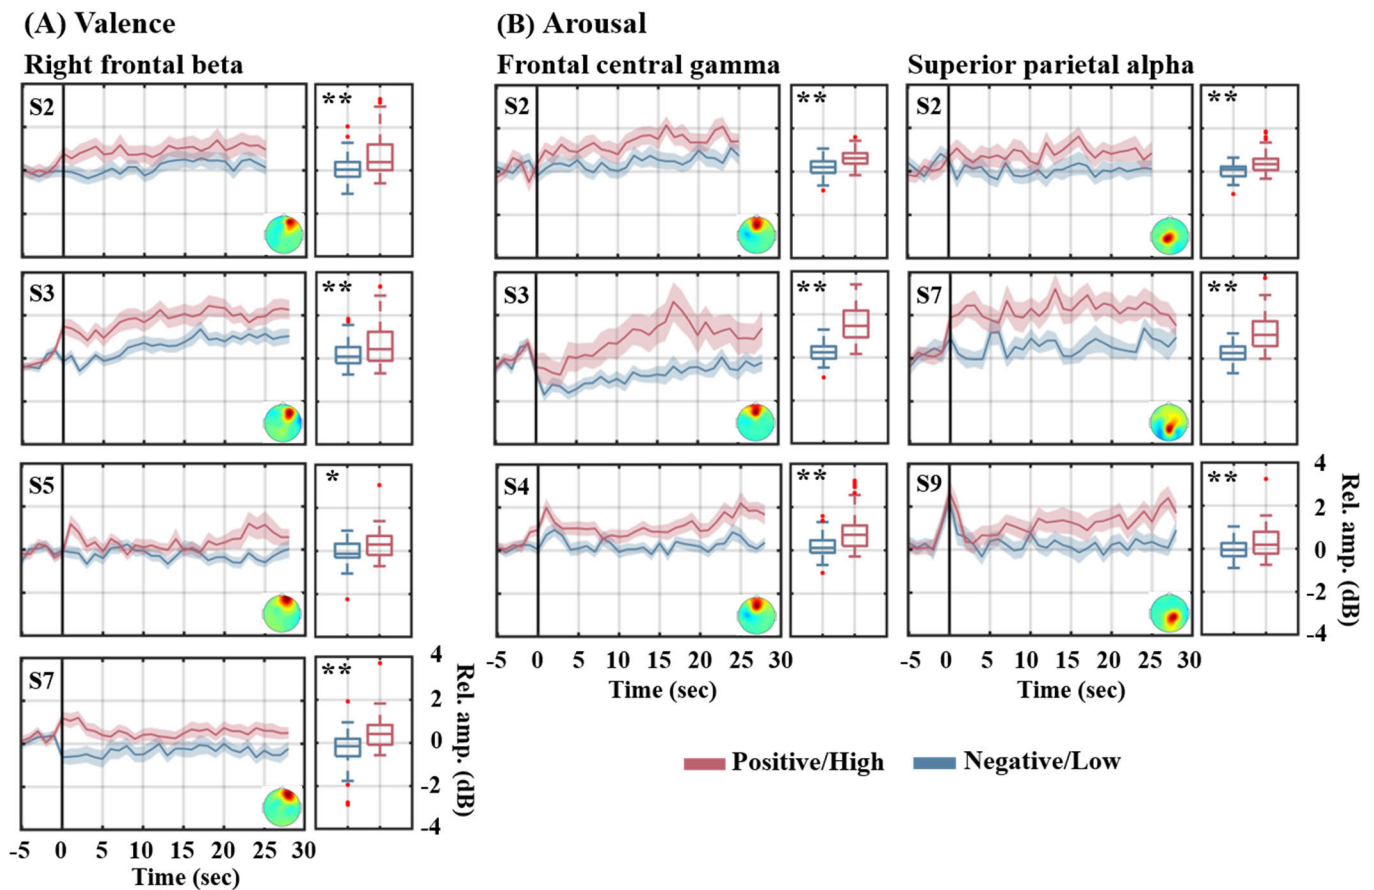 (A) Valence
(B) Arousal
Right frontal beta
Frontal central gamma
Superior parietal alpha
S2
**
S2
**
S2
**
S3
**
S3
**
S7
**
S5
*
S4
**
S9
**
4
2
0
-2
-4
Rel. amp. (dB)
-5 0 5 10 15 20 25 30
Time (sec)
-5 0 5 10 15 20 25 30
Time (sec)
S7
**
4
2
0
-2
-4
Rel. amp. (dB)
-5 0 5 10 15 20 25 30
Time (sec)
Positive/High
Negative/Low